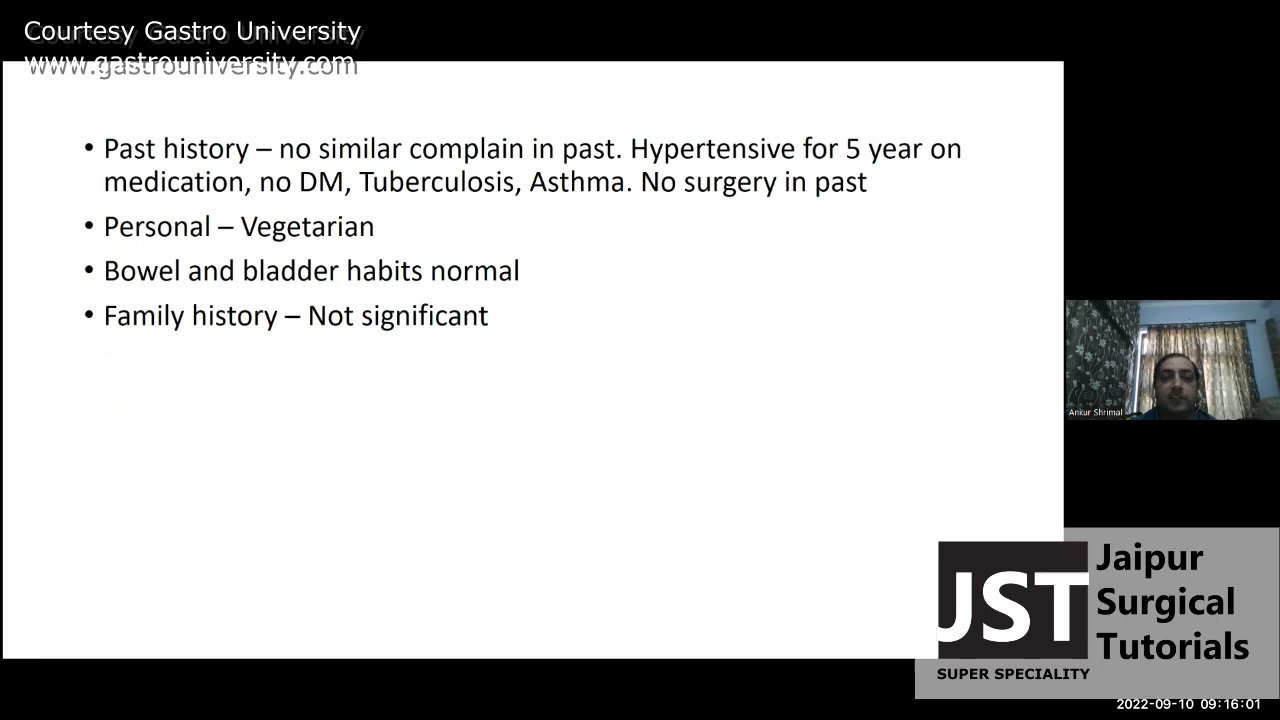 Courtesy Gastro University
www.gastrouniversity.com
• Past history – no similar complain in past. Hypertensive for 5 year on
medication, no DM, Tuberculosis, Asthma. No surgery in past
• Personal – Vegetarian
• Bowel and bladder habits normal
• Family history – Not significant
Ankur Shrimal
JST
Jaipur
Surgical
Tutorials
SUPER SPECIALITY
2022-09-10 09:16:01